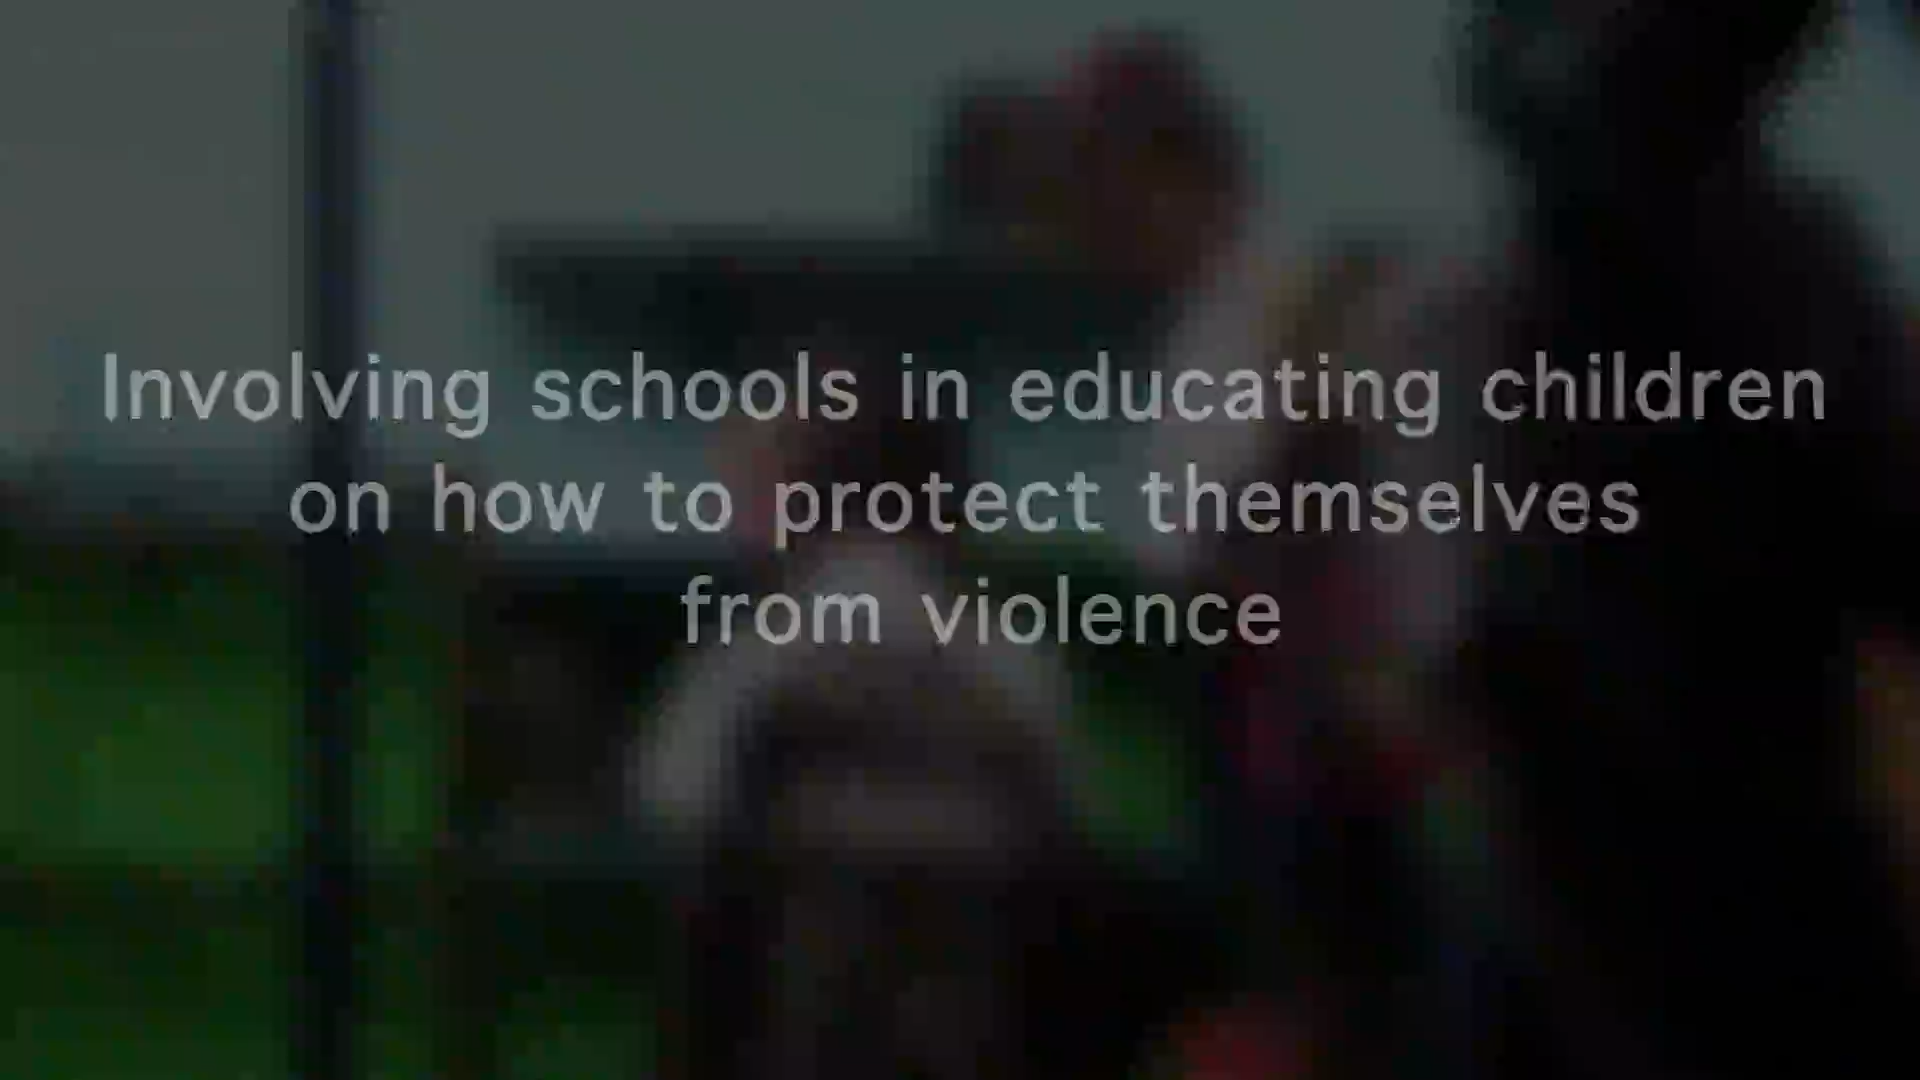 Involving schools in educating children
on how to protect themselves
from violence